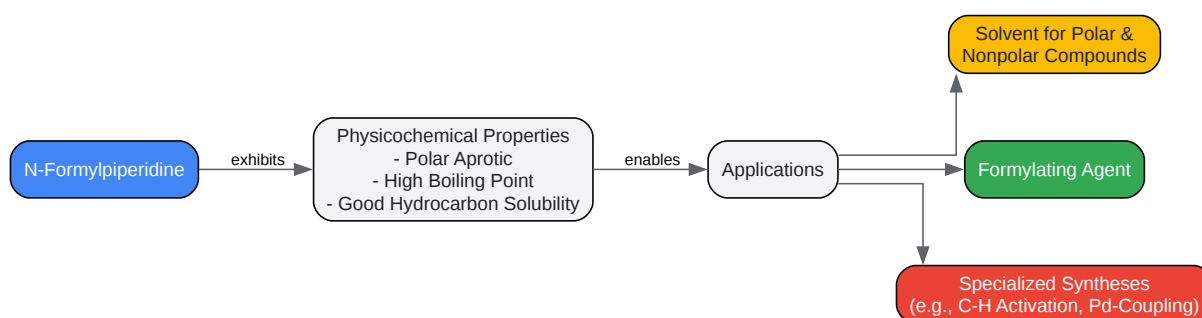 N-Formylpiperidine
exhibits
Physicochemical Properties
- Polar Aprotic
- High Boiling Point
- Good Hydrocarbon Solubility
enables
Applications
Solvent for Polar &
Nonpolar Compounds
Formylating Agent
Specialized Syntheses
(e.g., C-H Activation, Pd-Coupling)